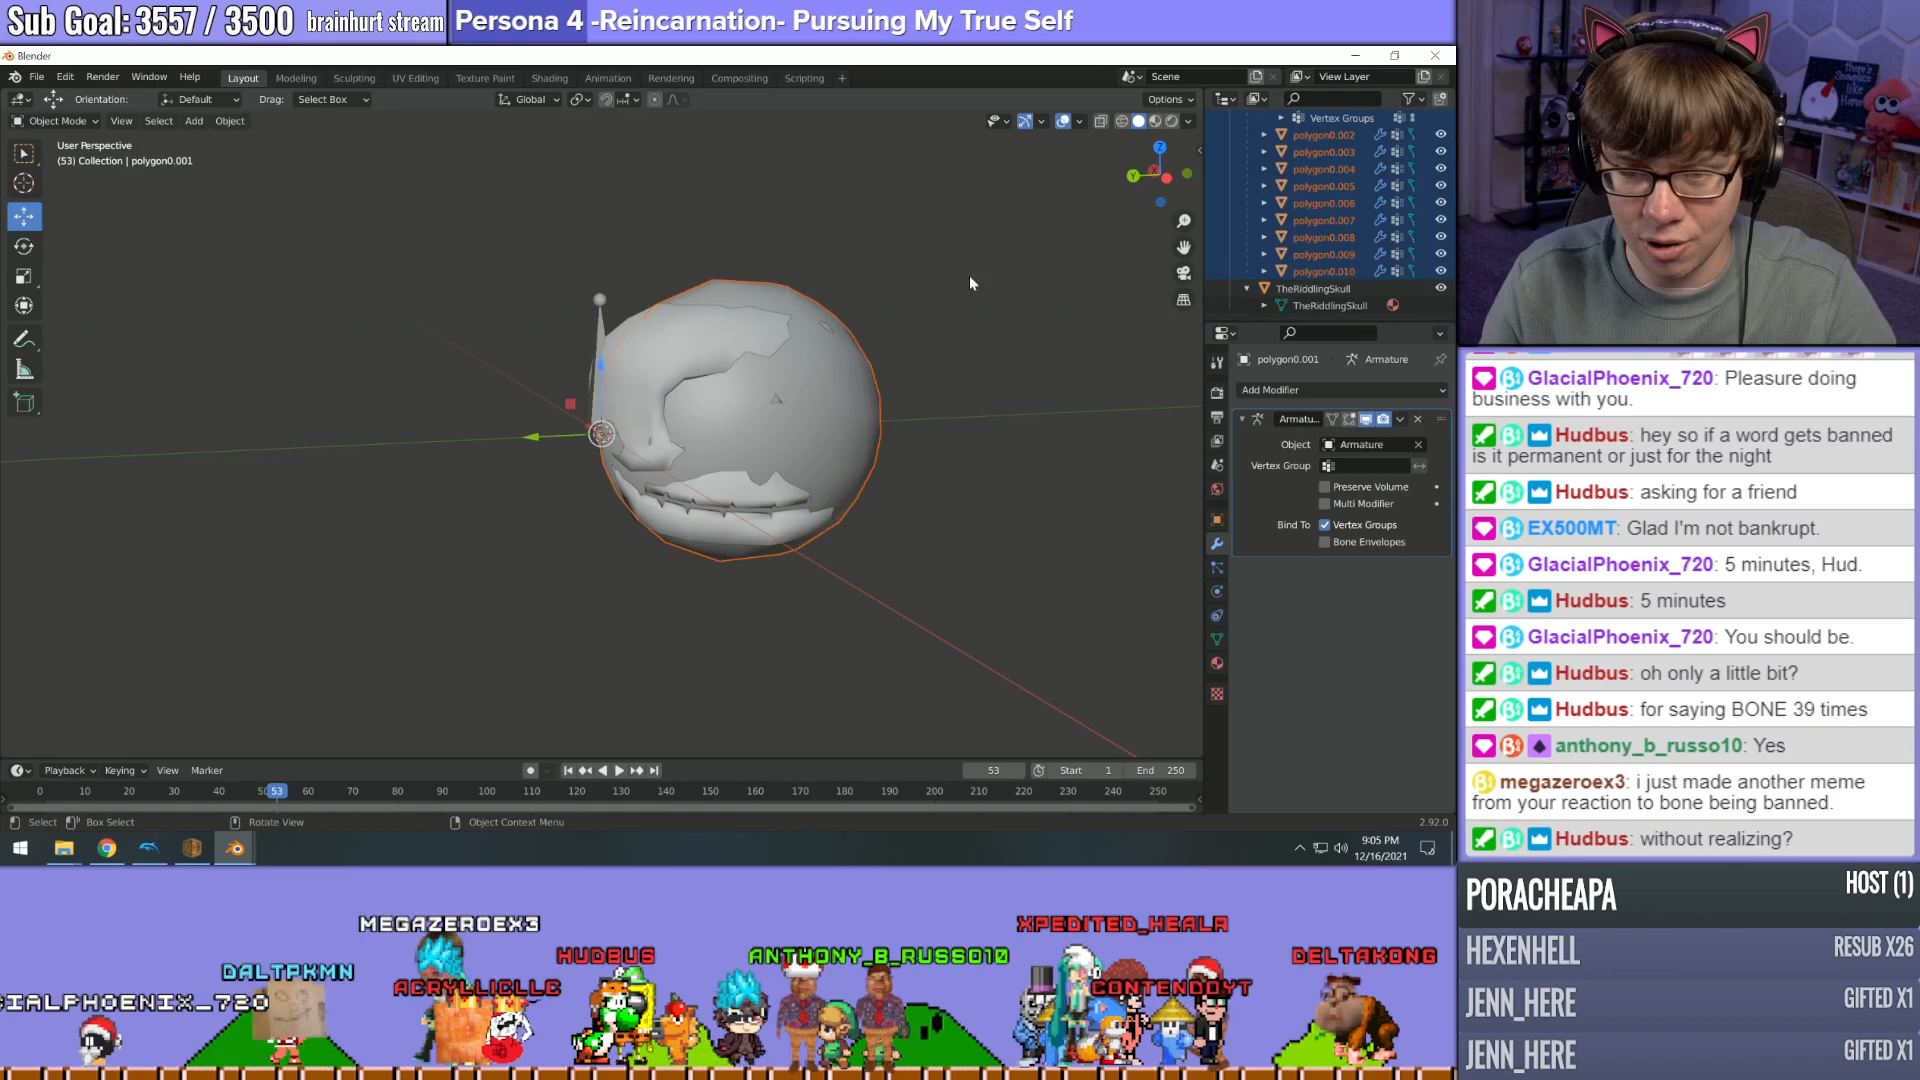 Sub Goal: 3557 / 3500 brainhurt stream
Persona 4 -Reincarnation- Pursuing My True Self
Blender
File Edit Render Window Help
Layout Modeling Sculpting UV Editing Texture Paint Shading Animation Rendering Compositing Scripting +
Scene
View Layer
Orientation: Default Drag: Select Box
Global
Options
Object Mode View Select Add Object
User Perspective
(53) Collection | polygon0.001
Z
Y
X
Vertex Groups
polygon0.002
polygon0.003
polygon0.004
polygon0.005
polygon0.006
polygon0.007
polygon0.008
polygon0.009
polygon0.010
TheRiddlingSkull
TheRiddlingSkull
polygon0.001 Armature
Add Modifier
Armatu...
Object Armature
Vertex Group
Preserve Volume
Multi Modifier
Bind To Vertex Groups
Bone Envelopes
Playback Keying View Marker
53 Start 1 End 250
0 10 20 30 40 50 53 60 70 80 90 100 110 120 130 140 150 160 170 180 190 200 210 220 230 240 250
Select Box Select Rotate View Object Context Menu 2.92.0
9:05 PM
12/16/2021
There's
Snowplace
like
Home
GlacialPhoenix_720: Pleasure doing
business with you.
Hudbus: hey so if a word gets banned
is it permanent or just for the night
Hudbus: asking for a friend
EX500MT: Glad I'm not bankrupt.
GlacialPhoenix_720: 5 minutes, Hud.
Hudbus: 5 minutes
GlacialPhoenix_720: You should be.
Hudbus: oh only a little bit?
Hudbus: for saying BONE 39 times
anthony_b_russo10: Yes
megazeroex3: i just made another meme
from your reaction to bone being banned.
Hudbus: without realizing?
PORACHEAPA HOST (1)
HEXENHELL RESUB X26
JENN_HERE GIFTED X1
JENN_HERE GIFTED X1
MEGAZEROEX3
XPEDITED_HEALR
HUDBUS
ANTHONY_B_RUSSO10
DELTAKONG
DALTPKMN
ACRYLLICLLC
CONTENDOYT
CIALPHOENIX_720